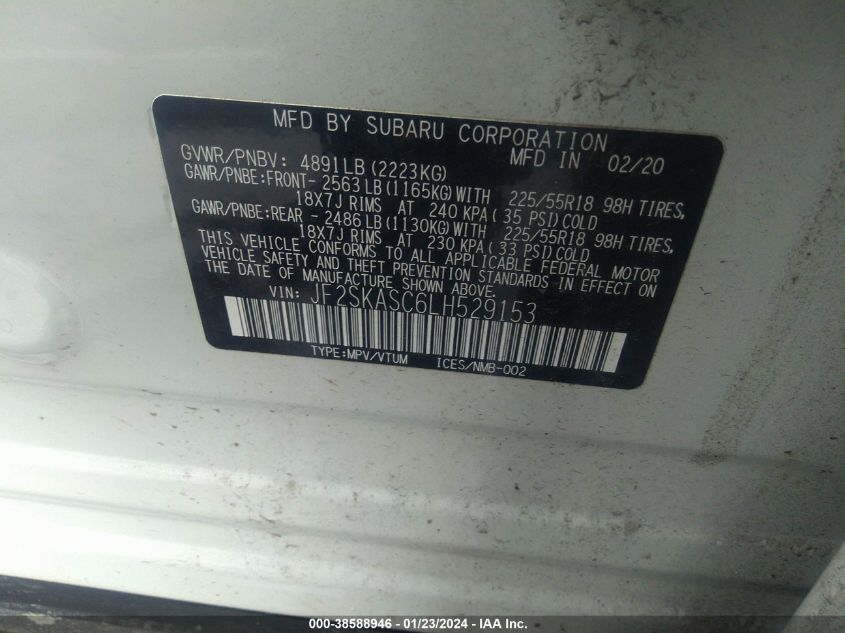 MFD BY SUBARU CORPORATION
GVWR/PNBV: 4891LB(2223KG) MFD IN 02/20
GAWR/PNBE:FRONT- 2563LB(1165KG)WITH 225/55R18 98H TIRES,
18X7J RIMS AT 240 KPA( 35 PSI)COLD
GAWR/PNBE:REAR - 2486LB(1130KG)WITH 225/55R18 98H TIRES,
18X7J RIMS AT 230 KPA( 33 PSI)COLD
THIS VEHICLE CONFORMS TO ALL APPLICABLE FEDERAL MOTOR
VEHICLE SAFETY AND THEFT PREVENTION STANDARDS IN EFFECT ON
THE DATE OF MANUFACTURE SHOWN ABOVE.
VIN: JF2SKASC6LH529153
TYPE:MPV/VTUM ICES/NMB-002
000-38588946 - 01/23/2024 - IAA Inc.